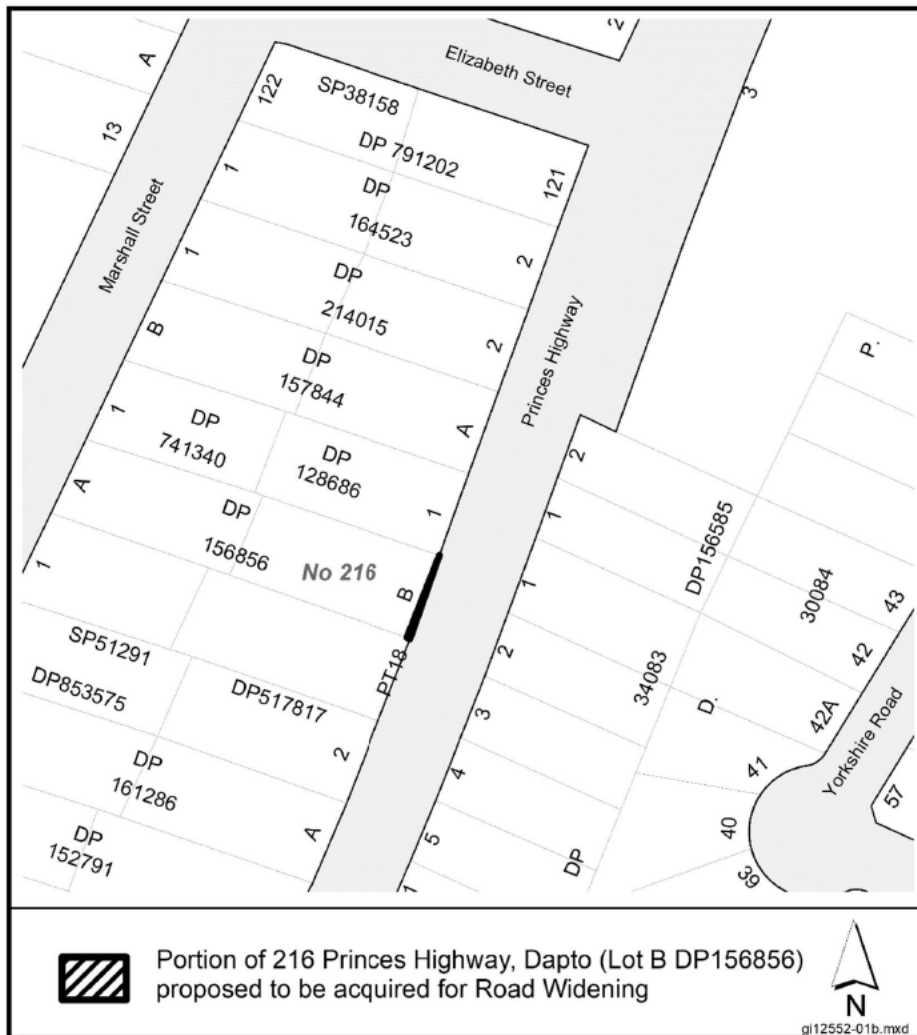 2
Elizabeth Street
3
A
13
Marshall Street
122
SP38158
DP 791202
121
1
DP
164523
2
1
DP
214015
2
Princes Highway
B
DP
157844
A
1
DP
741340
DP
128686
1
A
DP
156856
No 216
B
1
SP51291
PT18
DP853575
DP517817
2
DP
161286
A
DP
152791
P.
2
1
1
2
3
4
5
1
DP156585
30084
34083
D.
DP
43
42
42A
41
40
39
Yorkshire Road
57
Portion of 216 Princes Highway, Dapto (Lot B DP156856)
proposed to be acquired for Road Widening
N
gi12552-01b.mxd